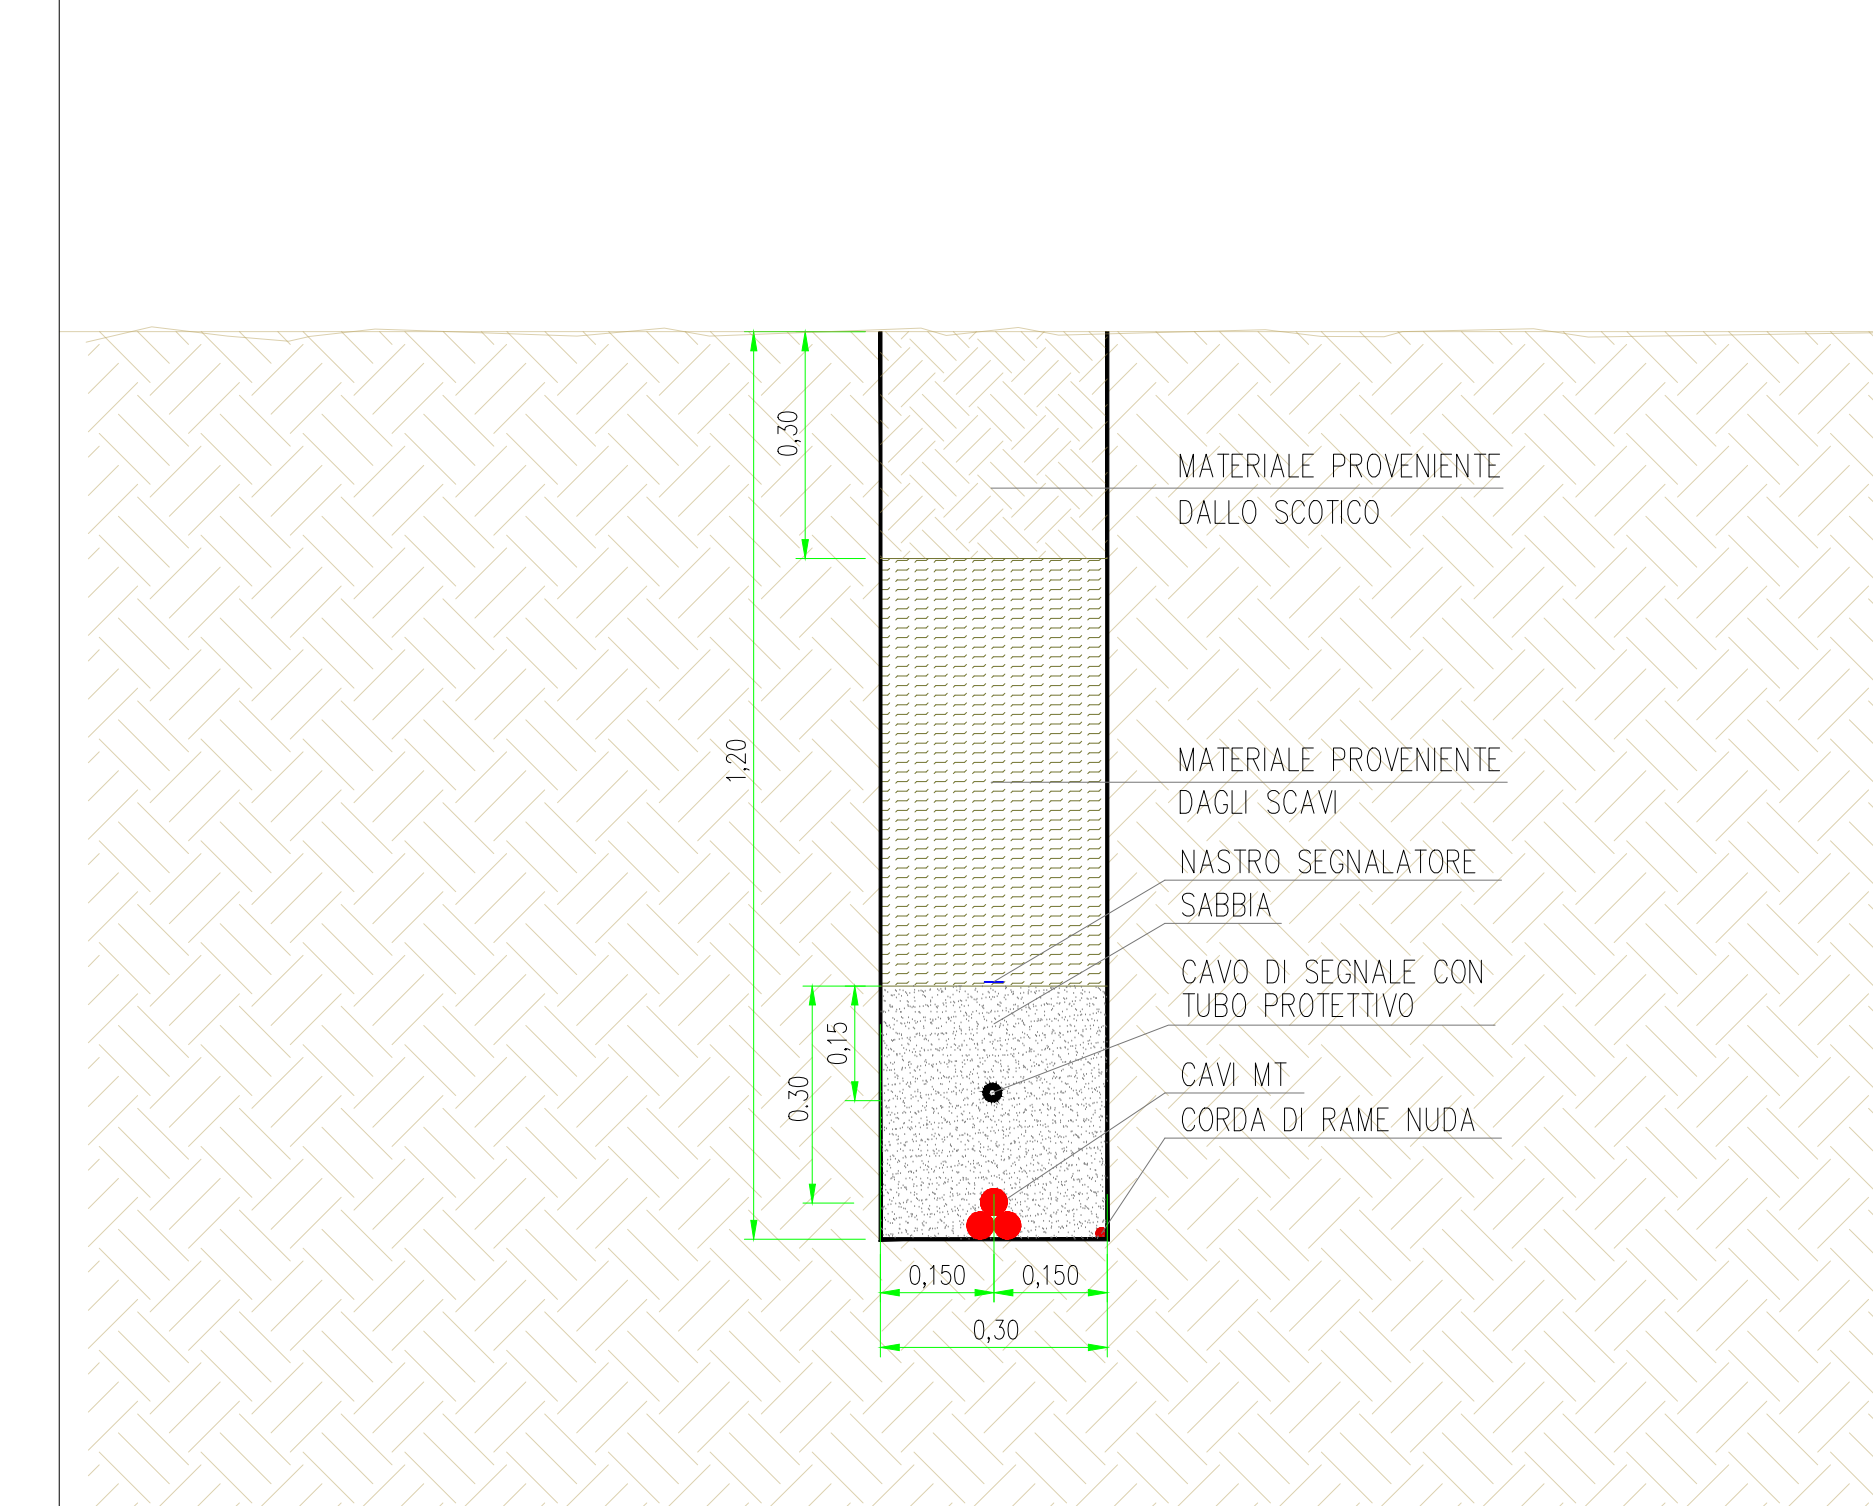 0,30
MATERIALE PROVENIENTE
DALLO SCOTICO
1,20
MATERIALE PROVENIENTE
DAGLI SCAVI
NASTRO SEGNALATORE
SABBIA
CAVO DI SEGNALE CON
TUBO PROTETTIVO
0,15
0.30
CAVI MT
CORDA DI RAME NUDA
0,150
0,150
0,30